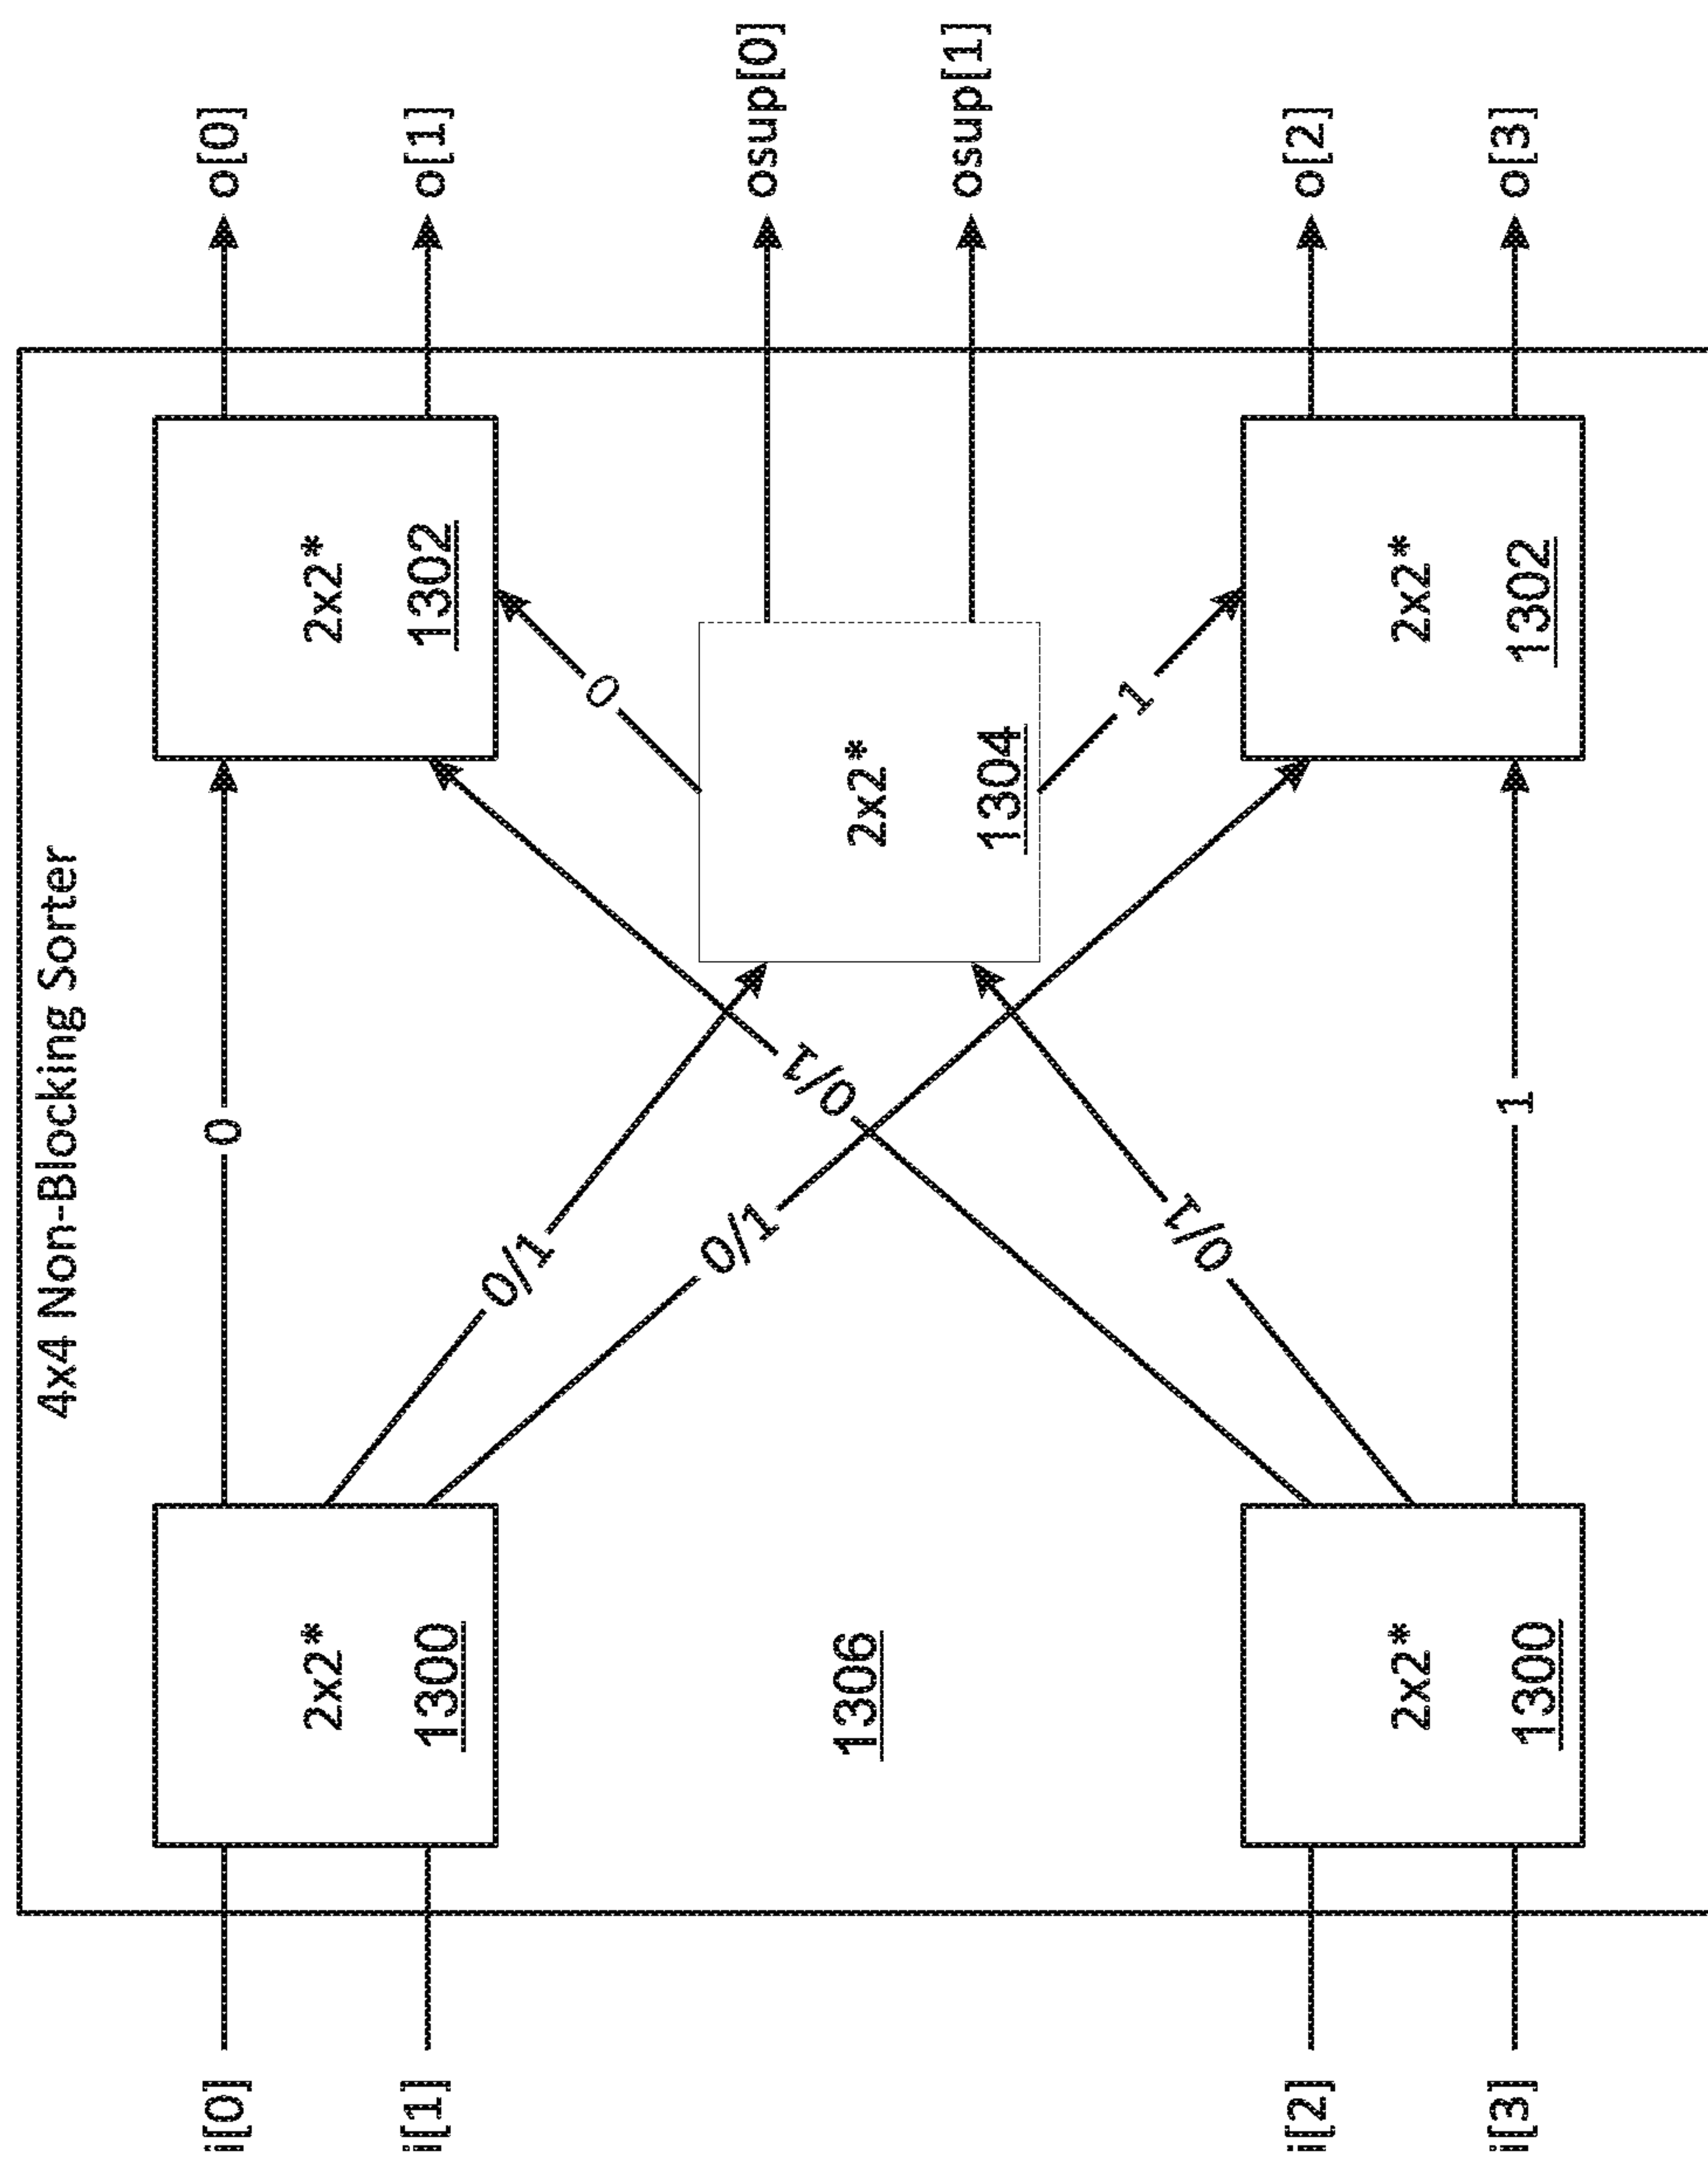 4x4 Non-Blocking Sorter
i[0]
i[1]
i[2]
i[3]
2x2*
1300
2x2*
1300
1306
0
0/1
0/1
0/1
0/1
1
2x2*
1304
0
1
2x2*
1302
2x2*
1302
o[0]
o[1]
osup[0]
osup[1]
o[2]
o[3]